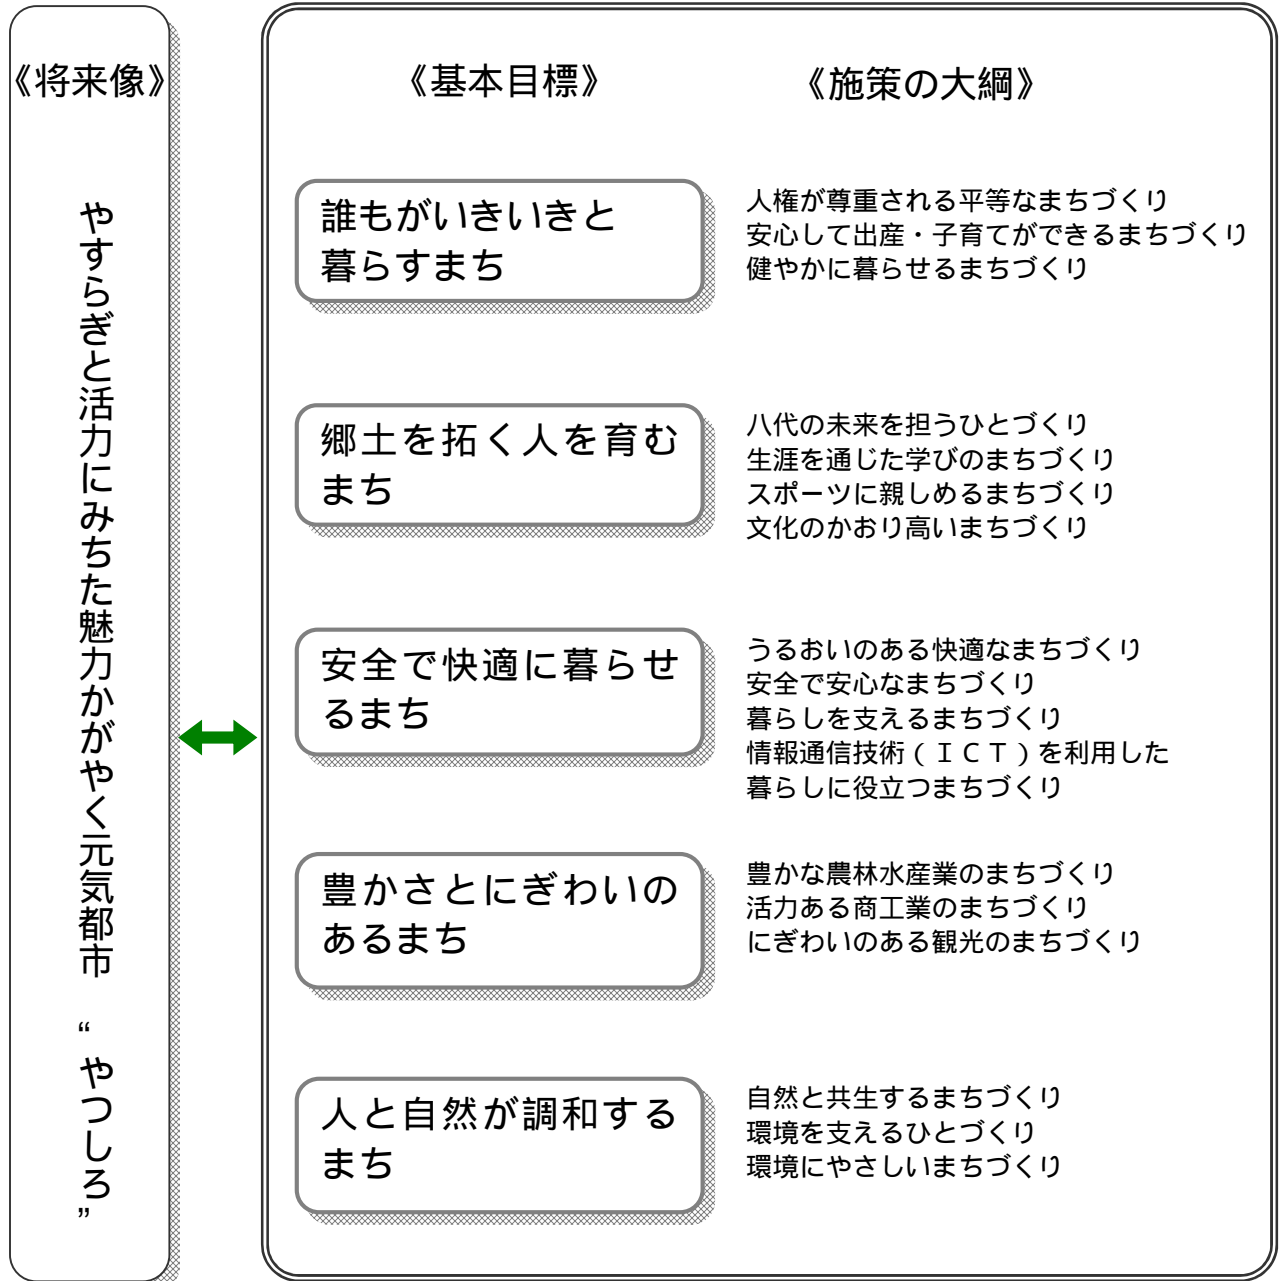 《将来像》
やすらぎと活力にみちた魅力かがやく元気都市 “やつしろ”
《基本目標》
《施策の大綱》
誰もがいきいきと
暮らすまち
人権が尊重される平等なまちづくり
安心して出産・子育てができるまちづくり
健やかに暮らせるまちづくり
郷土を拓く人を育む
まち
八代の未来を担うひとづくり
生涯を通じた学びのまちづくり
スポーツに親しめるまちづくり
文化のかおり高いまちづくり
安全で快適に暮らせ
るまち
うるおいのある快適なまちづくり
安全で安心なまちづくり
暮らしを支えるまちづくり
情報通信技術(ＩＣＴ)を利用した
暮らしに役立つまちづくり
豊かさとにぎわいの
あるまち
豊かな農林水産業のまちづくり
活力ある商工業のまちづくり
にぎわいのある観光のまちづくり
人と自然が調和する
まち
自然と共生するまちづくり
環境を支えるひとづくり
環境にやさしいまちづくり